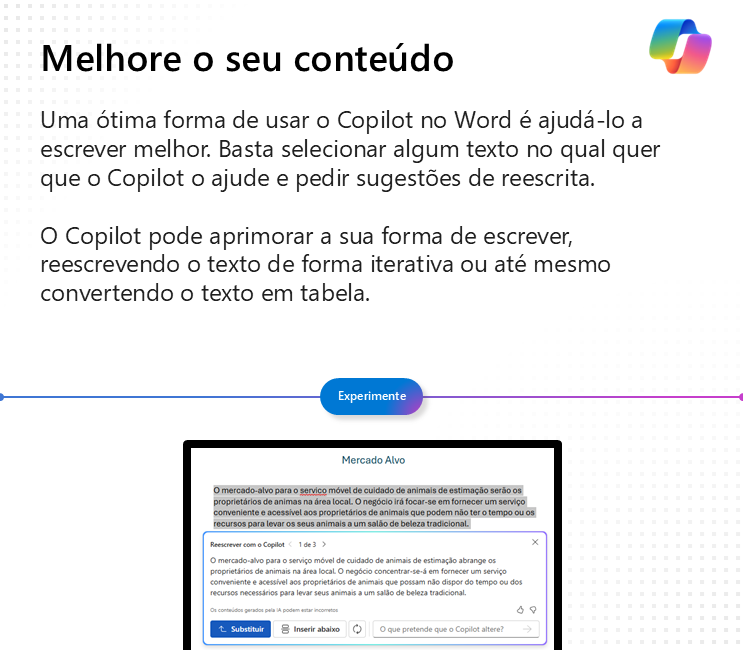 Melhore o seu conteúdo
Uma ótima forma de usar o Copilot no Word é ajudá-lo a
escrever melhor. Basta selecionar algum texto no qual quer
que o Copilot o ajude e pedir sugestões de reescrita.
O Copilot pode aprimorar a sua forma de escrever,
reescrevendo o texto de forma iterativa ou até mesmo
convertendo o texto em tabela.
Experimente
Mercado Alvo
O mercado-alvo para o serviço móvel de cuidado de animais de estimação serão os
proprietários de animas na área local. O negócio irá focar-se em fornecer um serviço
conveniente e acessível aos proprietários de animais que podem não ter o tempo ou os
recursos para levar os seus animais a um salão de beleza tradicional.
Reescrever com o Copilot < 1 de 3 >
O mercado-alvo para o serviço móvel de cuidado de animais de estimação abrange os
proprietários de animais na área local. O negócio concentrar-se-á em fornecer um serviço
conveniente e acessível aos proprietários de animais que possam não dispor do tempo ou dos
recursos necessários para levar seus animais a um salão de beleza tradicional.
Os conteúdos gerados pela IA podem estar incorretos
Substituir Inserir abaixo O que pretende que o Copilot altere?